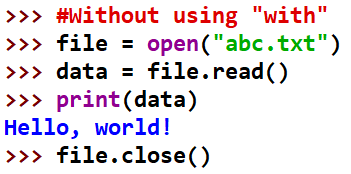 >>> #Without using "with"
>>> file = open("abc.txt")
>>> data = file.read()
>>> print(data)
Hello, world!
>>> file.close()